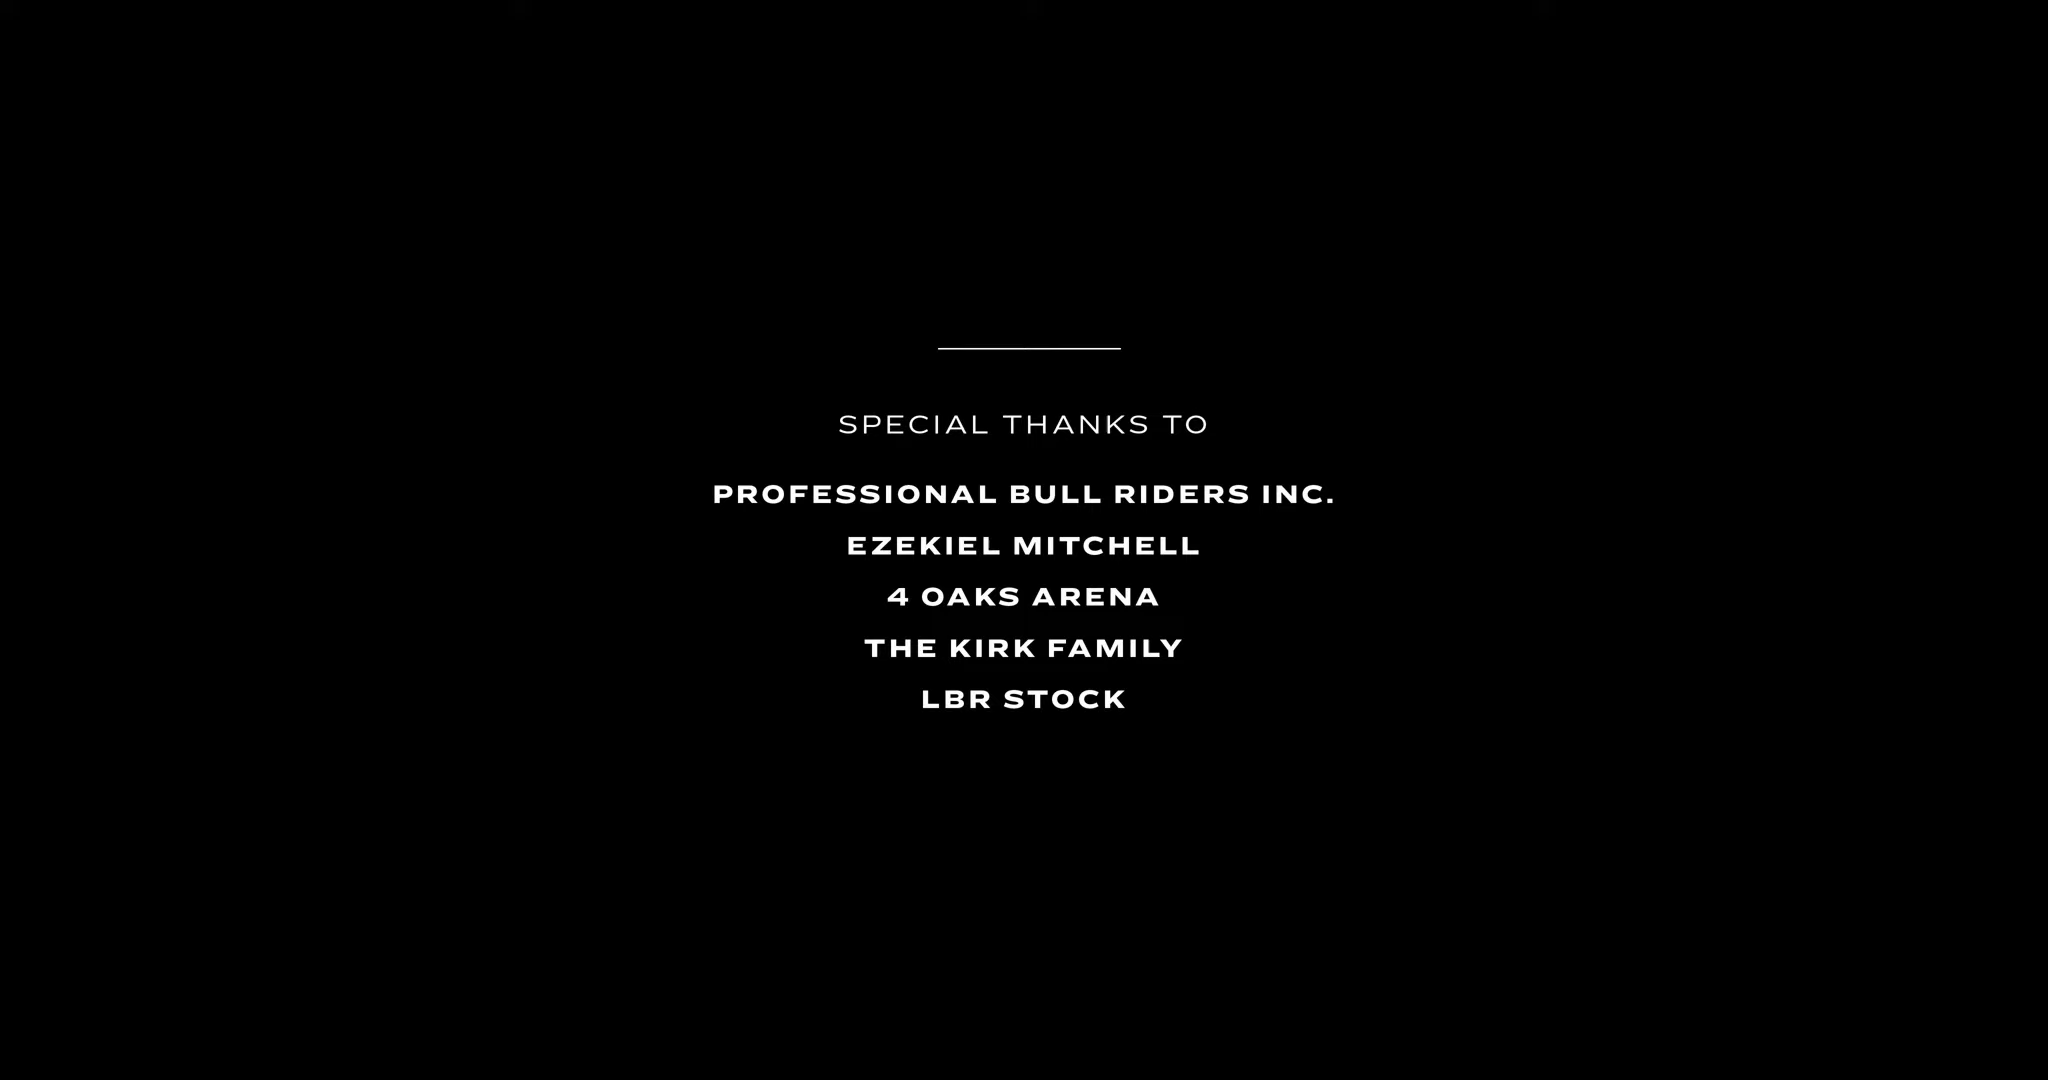 SPECIAL THANKS TO
PROFESSIONAL BULL RIDERS INC.
EZEKIEL MITCHELL
4 OAKS ARENA
THE KIRK FAMILY
LBR STOCK